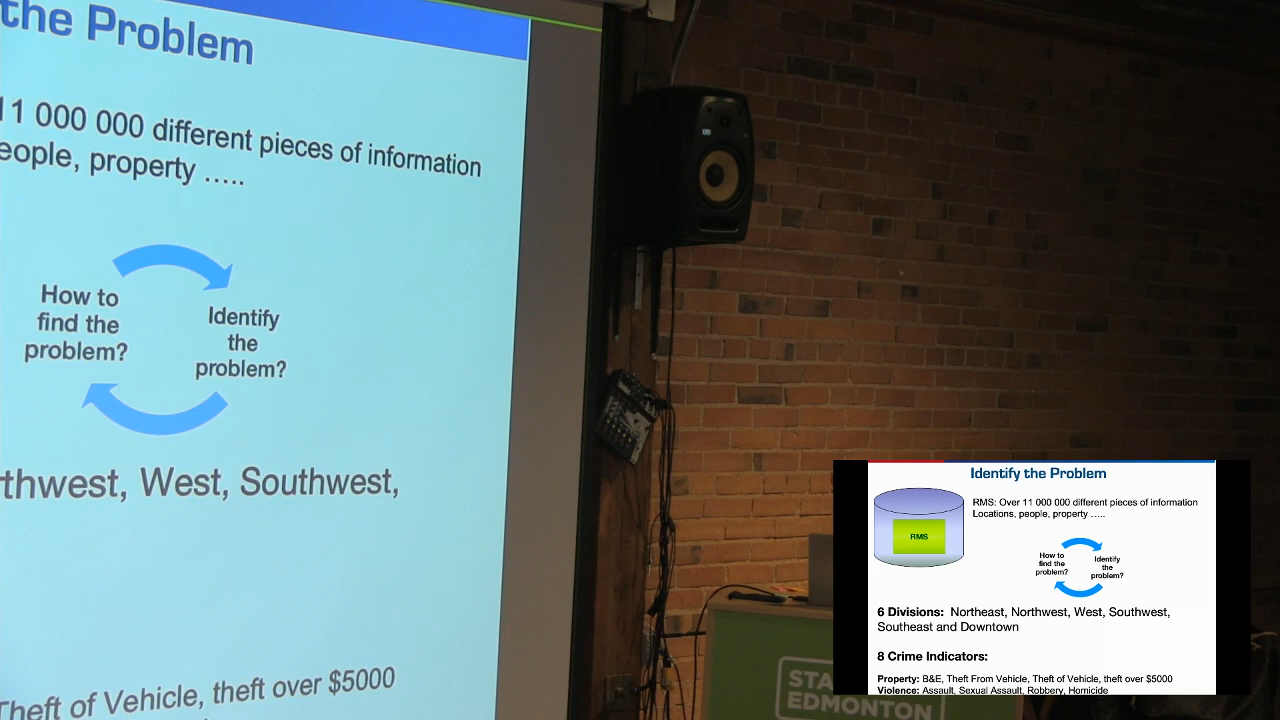 the Problem
11 000 000 different pieces of information
eople, property .....
How to
find the
problem?
Identify
the
problem?
thwest, West, Southwest,
Theft of Vehicle, theft over $5000
STA
EDMONTON
Identify the Problem
RMS
RMS: Over 11 000 000 different pieces of information
Locations, people, property .....
How to
find the
problem?
Identify
the
problem?
6 Divisions: Northeast, Northwest, West, Southwest,
Southeast and Downtown
8 Crime Indicators:
Property: B&E, Theft From Vehicle, Theft of Vehicle, theft over $5000
Violence: Assault, Sexual Assault, Robbery, Homicide